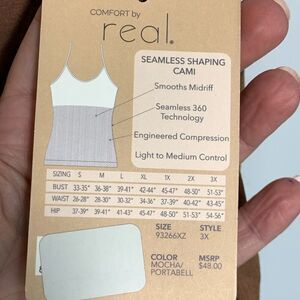 COMFORT by
real.
SEAMLESS SHAPING
CAMI
Smooths Midriff
Seamless 360
Technology
Engineered Compression
Light to Medium Control
SIZING S M L XL 1X 2X 3X
BUST 33-35" 36-38" 39-41" 42-44" 45-47" 48-50" 51-53"
WAIST 26-28" 28-30" 32-34" 34-36" 37-39" 40-42" 43-45"
HIP 37-39" 39-41" 41-43" 45-47" 48-50" 51-53" 54-56"
SIZE STYLE
93266XZ 3X
COLOR MSRP
MOCHA/ $48.00
PORTABELL